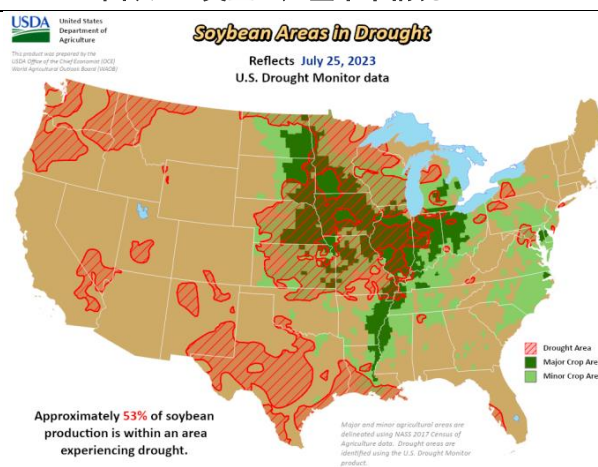 USDA
United States
Department of
Agriculture
This product was prepared by the
USDA Office of the Chief Economist (OCE)
World Agricultural Outlook Board (WAOB)
Soybean Areas in Drought
Reflects July 25, 2023
U.S. Drought Monitor data
Drought Area
Major Crop Are
Minor Crop Are
Approximately 53% of soybean
production is within an area
experiencing drought.
Major and minor agricultural areas are
delineated using NASS 2017 Census of
Agriculture data. Drought areas are
identified using the U.S. Drought Monitor
product.